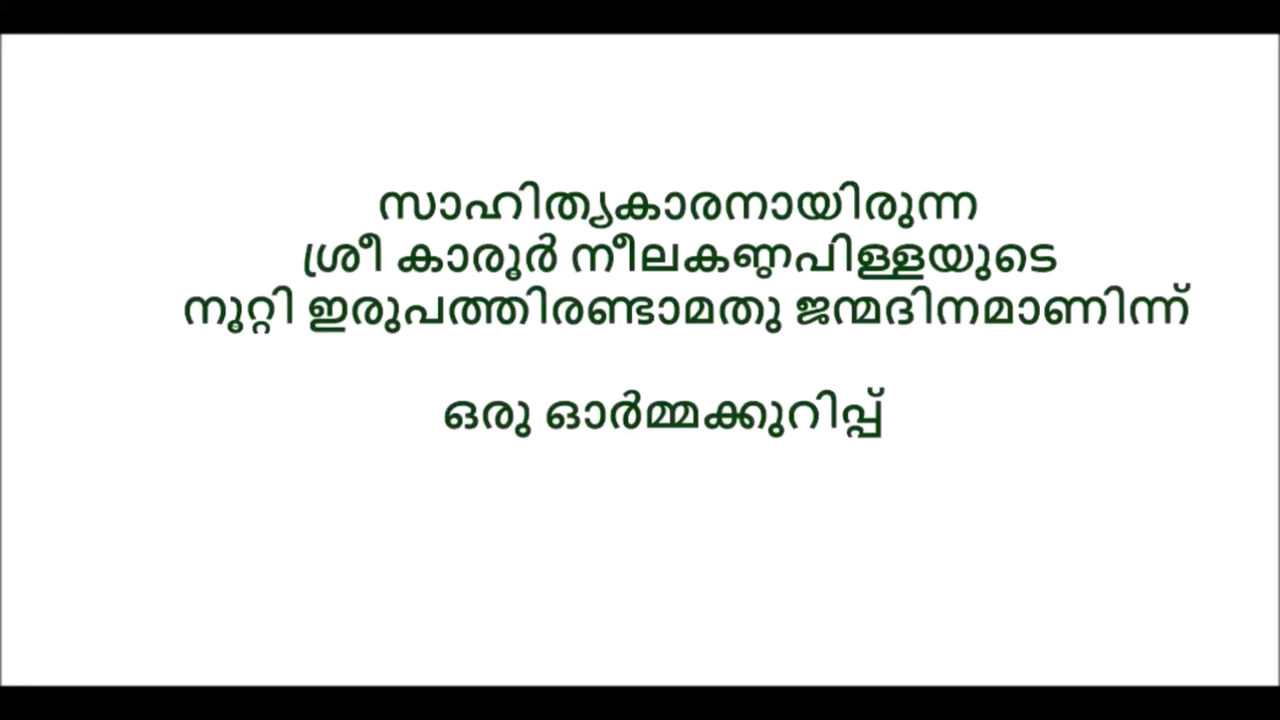 സാഹിത്യകാരനായിരുന്ന
ശ്രീ കാരൂർ നീലകണ്ഠപിള്ളയുടെ
നൂറ്റി ഇരുപത്തിരണ്ടാമതു ജന്മദിനമാണിന്ന്
ഒരു ഓർമ്മക്കുറിപ്പ്